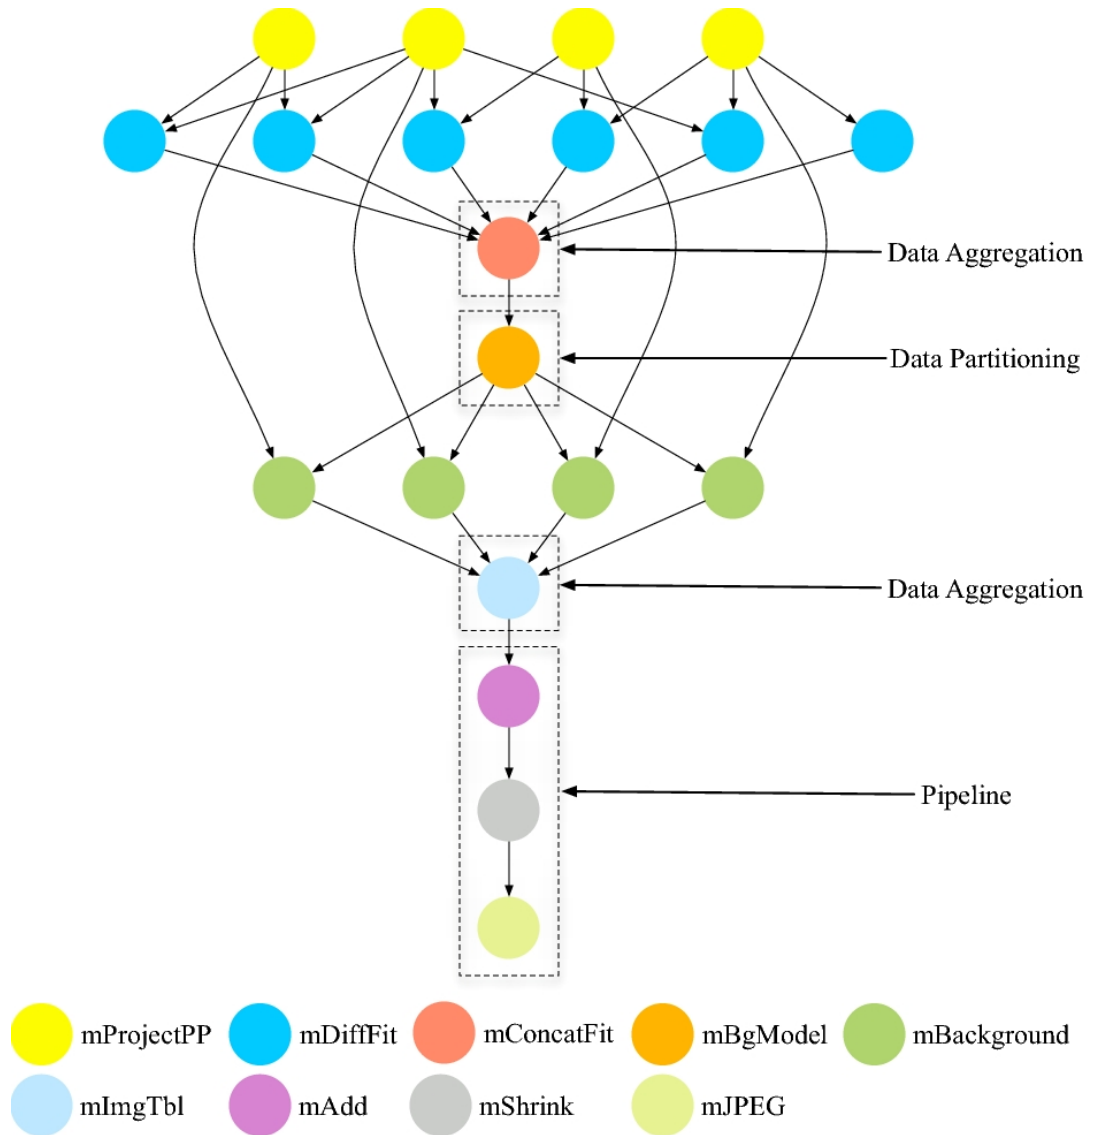 Data Aggregation
Data Partitioning
Data Aggregation
Pipeline
mProjectPP mDiffFit mConcatFit mBgModel mBackground
mImgTbl mAdd mShrink mJPEG